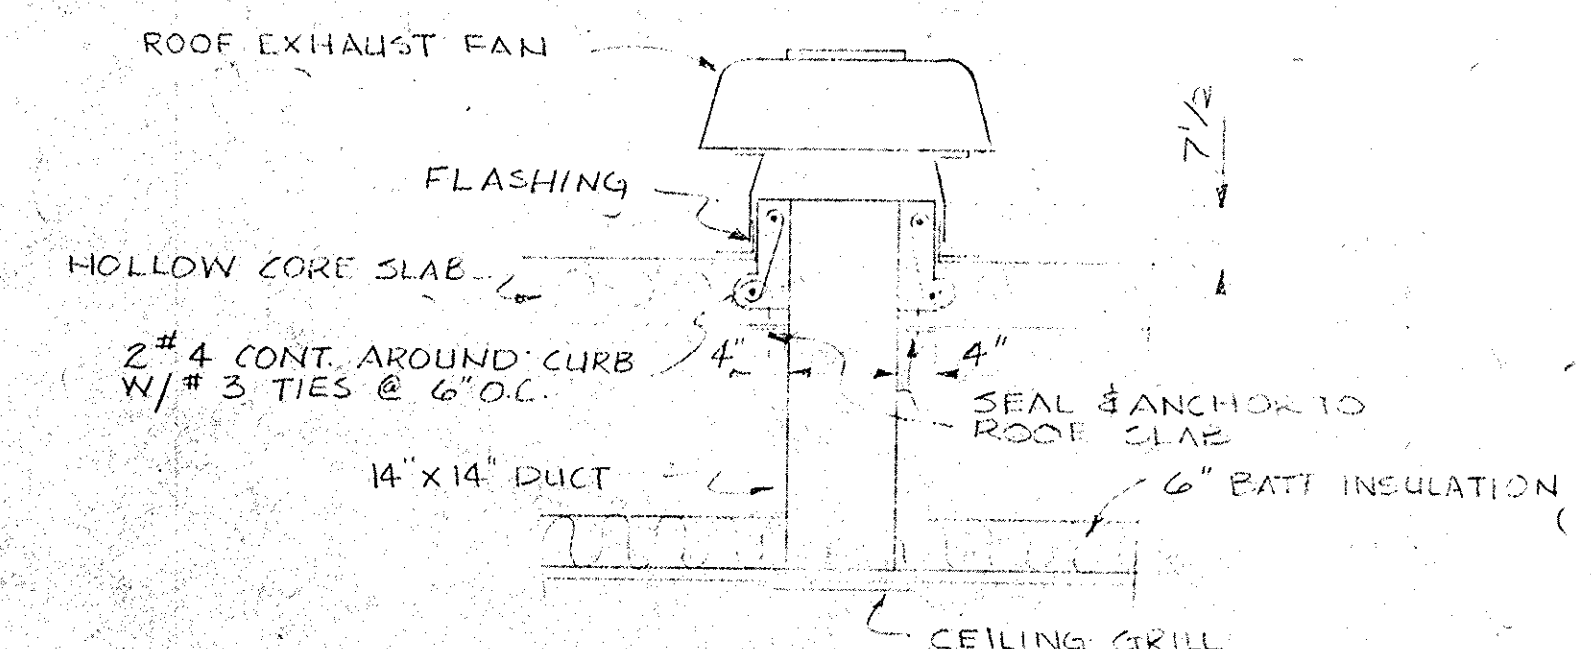 ROOF EXHAUST FAN
7 1/2
FLASHING
HOLLOW CORE SLAB
2 #4 CONT. AROUND CURB
W/ #3 TIES @ 6" O.C.
4"
4"
SEAL & ANCHOR TO
ROOF SLAB
14" X 14" DUCT
6" BATT INSULATION
CEILING GRILL